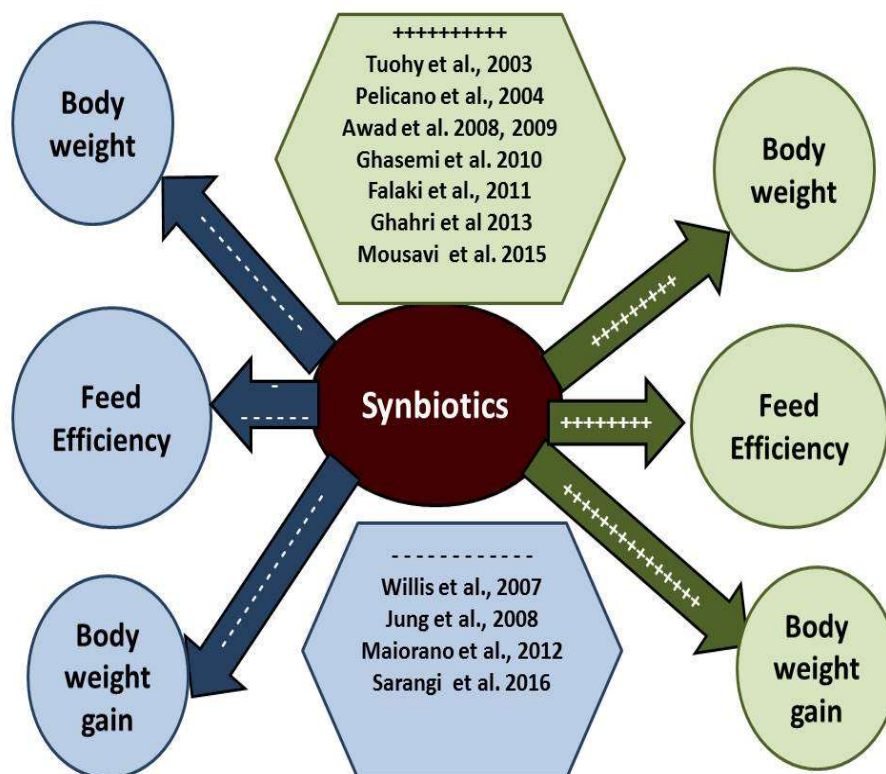 ++++++++++
Tuohy et al., 2003
Pelicano et al., 2004
Awad et al. 2008, 2009
Ghasemi et al. 2010
Falaki et al., 2011
Ghahri et al 2013
Mousavi et al. 2015
Body
weight
- - - - - - - - -
Feed
Efficiency
-
- - - - - -
Body
weight
gain
- - - - - - - - - - - -
Synbiotics
Body
weight
+++++++++
Feed
Efficiency
++++++++
Body
weight
gain
++++++++++++++
- - - - - - - - - - - -
Willis et al., 2007
Jung et al., 2008
Maiorano et al., 2012
Sarangi et al. 2016